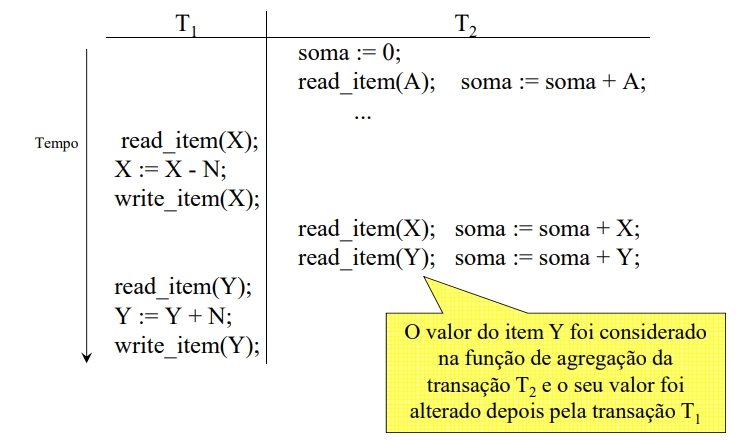 T1 T2
soma := 0;
read_item(A); soma := soma + A;
...
Tempo
read_item(X);
X := X - N;
write_item(X);
read_item(X); soma := soma + X;
read_item(Y); soma := soma + Y;
read_item(Y);
Y := Y + N;
write_item(Y);
O valor do item Y foi considerado
na função de agregação da
transação T2 e o seu valor foi
alterado depois pela transação T1